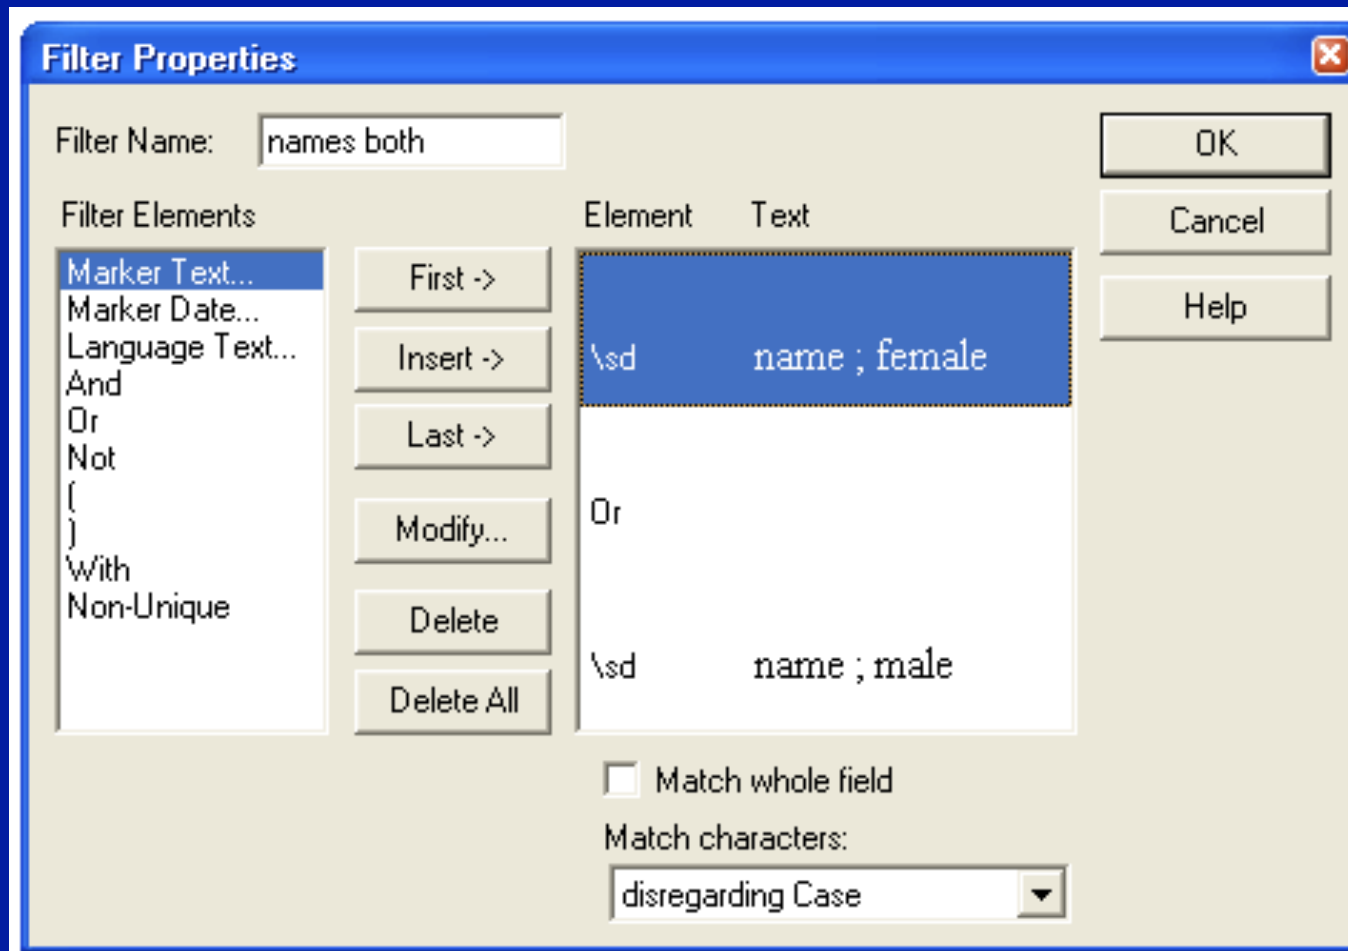 Filter Properties
Filter Name: names both
OK
Filter Elements
Element Text
Cancel
Marker Text...
Marker Date...
Language Text...
And
Or
Not
(
)
With
Non-Unique
First ->
Insert ->
Last ->
Modify...
Delete
Delete All
\sd name ; female
Or
\sd name ; male
Help
Match whole field
Match characters:
disregarding Case